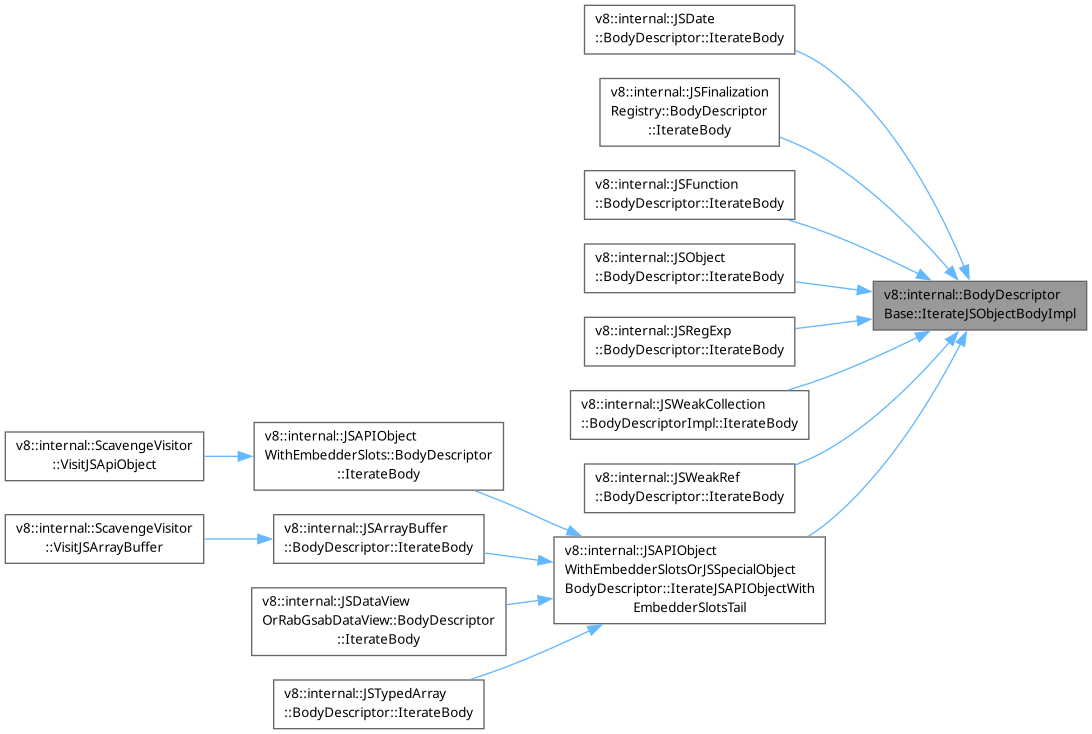 v8::internal::JSDate
::BodyDescriptor::IterateBody
v8::internal::JSFinalization
Registry::BodyDescriptor
::IterateBody
v8::internal::JSFunction
::BodyDescriptor::IterateBody
v8::internal::JSObject
::BodyDescriptor::IterateBody
v8::internal::BodyDescriptor
Base::IterateJSObjectBodyImpl
v8::internal::JSRegExp
::BodyDescriptor::IterateBody
v8::internal::JSWeakCollection
::BodyDescriptorImpl::IterateBody
v8::internal::ScavengeVisitor
::VisitJSApiObject
v8::internal::JSAPIObject
WithEmbedderSlots::BodyDescriptor
::IterateBody
v8::internal::JSWeakRef
::BodyDescriptor::IterateBody
v8::internal::ScavengeVisitor
::VisitJSArrayBuffer
v8::internal::JSArrayBuffer
::BodyDescriptor::IterateBody
v8::internal::JSAPIObject
WithEmbedderSlotsOrJSSpecialObject
BodyDescriptor::IterateJSAPIObjectWith
EmbedderSlotsTail
v8::internal::JSDataView
OrRabGsabDataView::BodyDescriptor
::IterateBody
v8::internal::JSTypedArray
::BodyDescriptor::IterateBody